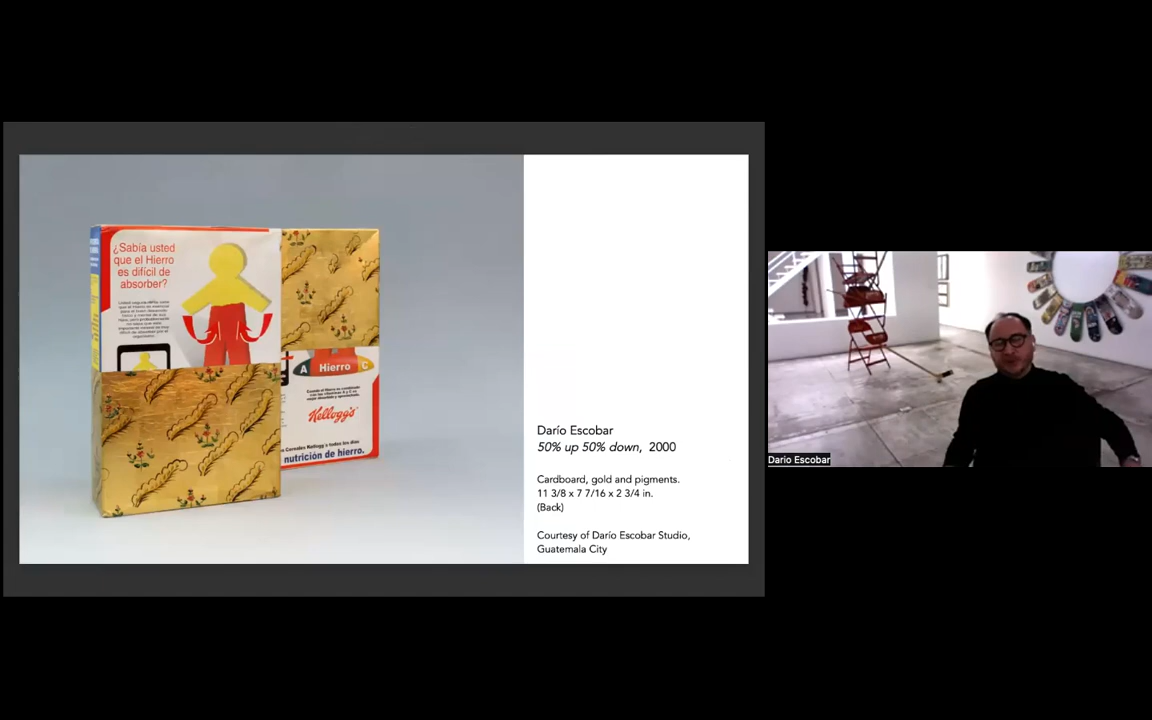 ¿Sabía usted
que el Hierro
es difícil de
absorber?
A Hierro C
Kellogg's
Cereales Kellogg's todos los días
nutrición de hierro.
Darío Escobar
50% up 50% down, 2000
Cardboard, gold and pigments.
11 3/8 x 7 7/16 x 2 3/4 in.
(Back)
Courtesy of Darío Escobar Studio,
Guatemala City
Dario Escobar